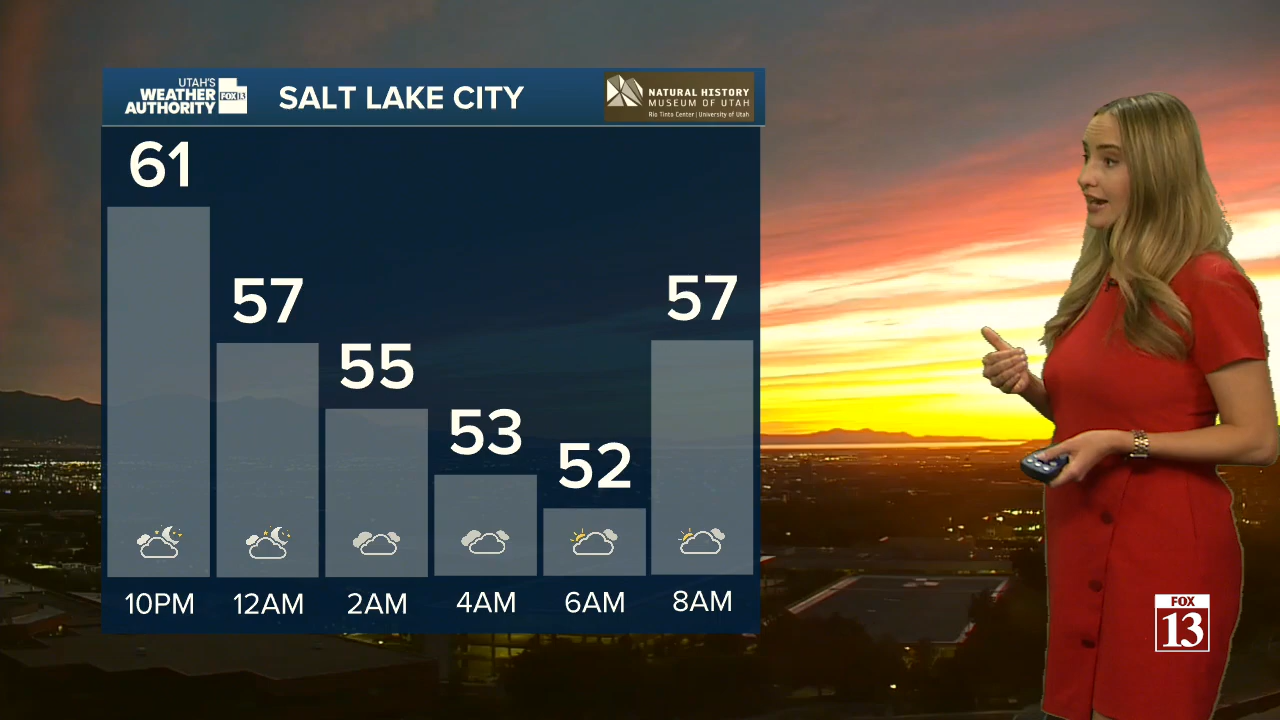 UTAH'S
WEATHER
AUTHORITY
FOX 13
SALT LAKE CITY
NATURAL HISTORY
MUSEUM OF UTAH
Rio Tinto Center | University of Utah
61
57
55
53
52
57
10PM
12AM
2AM
4AM
6AM
8AM
FOX
13